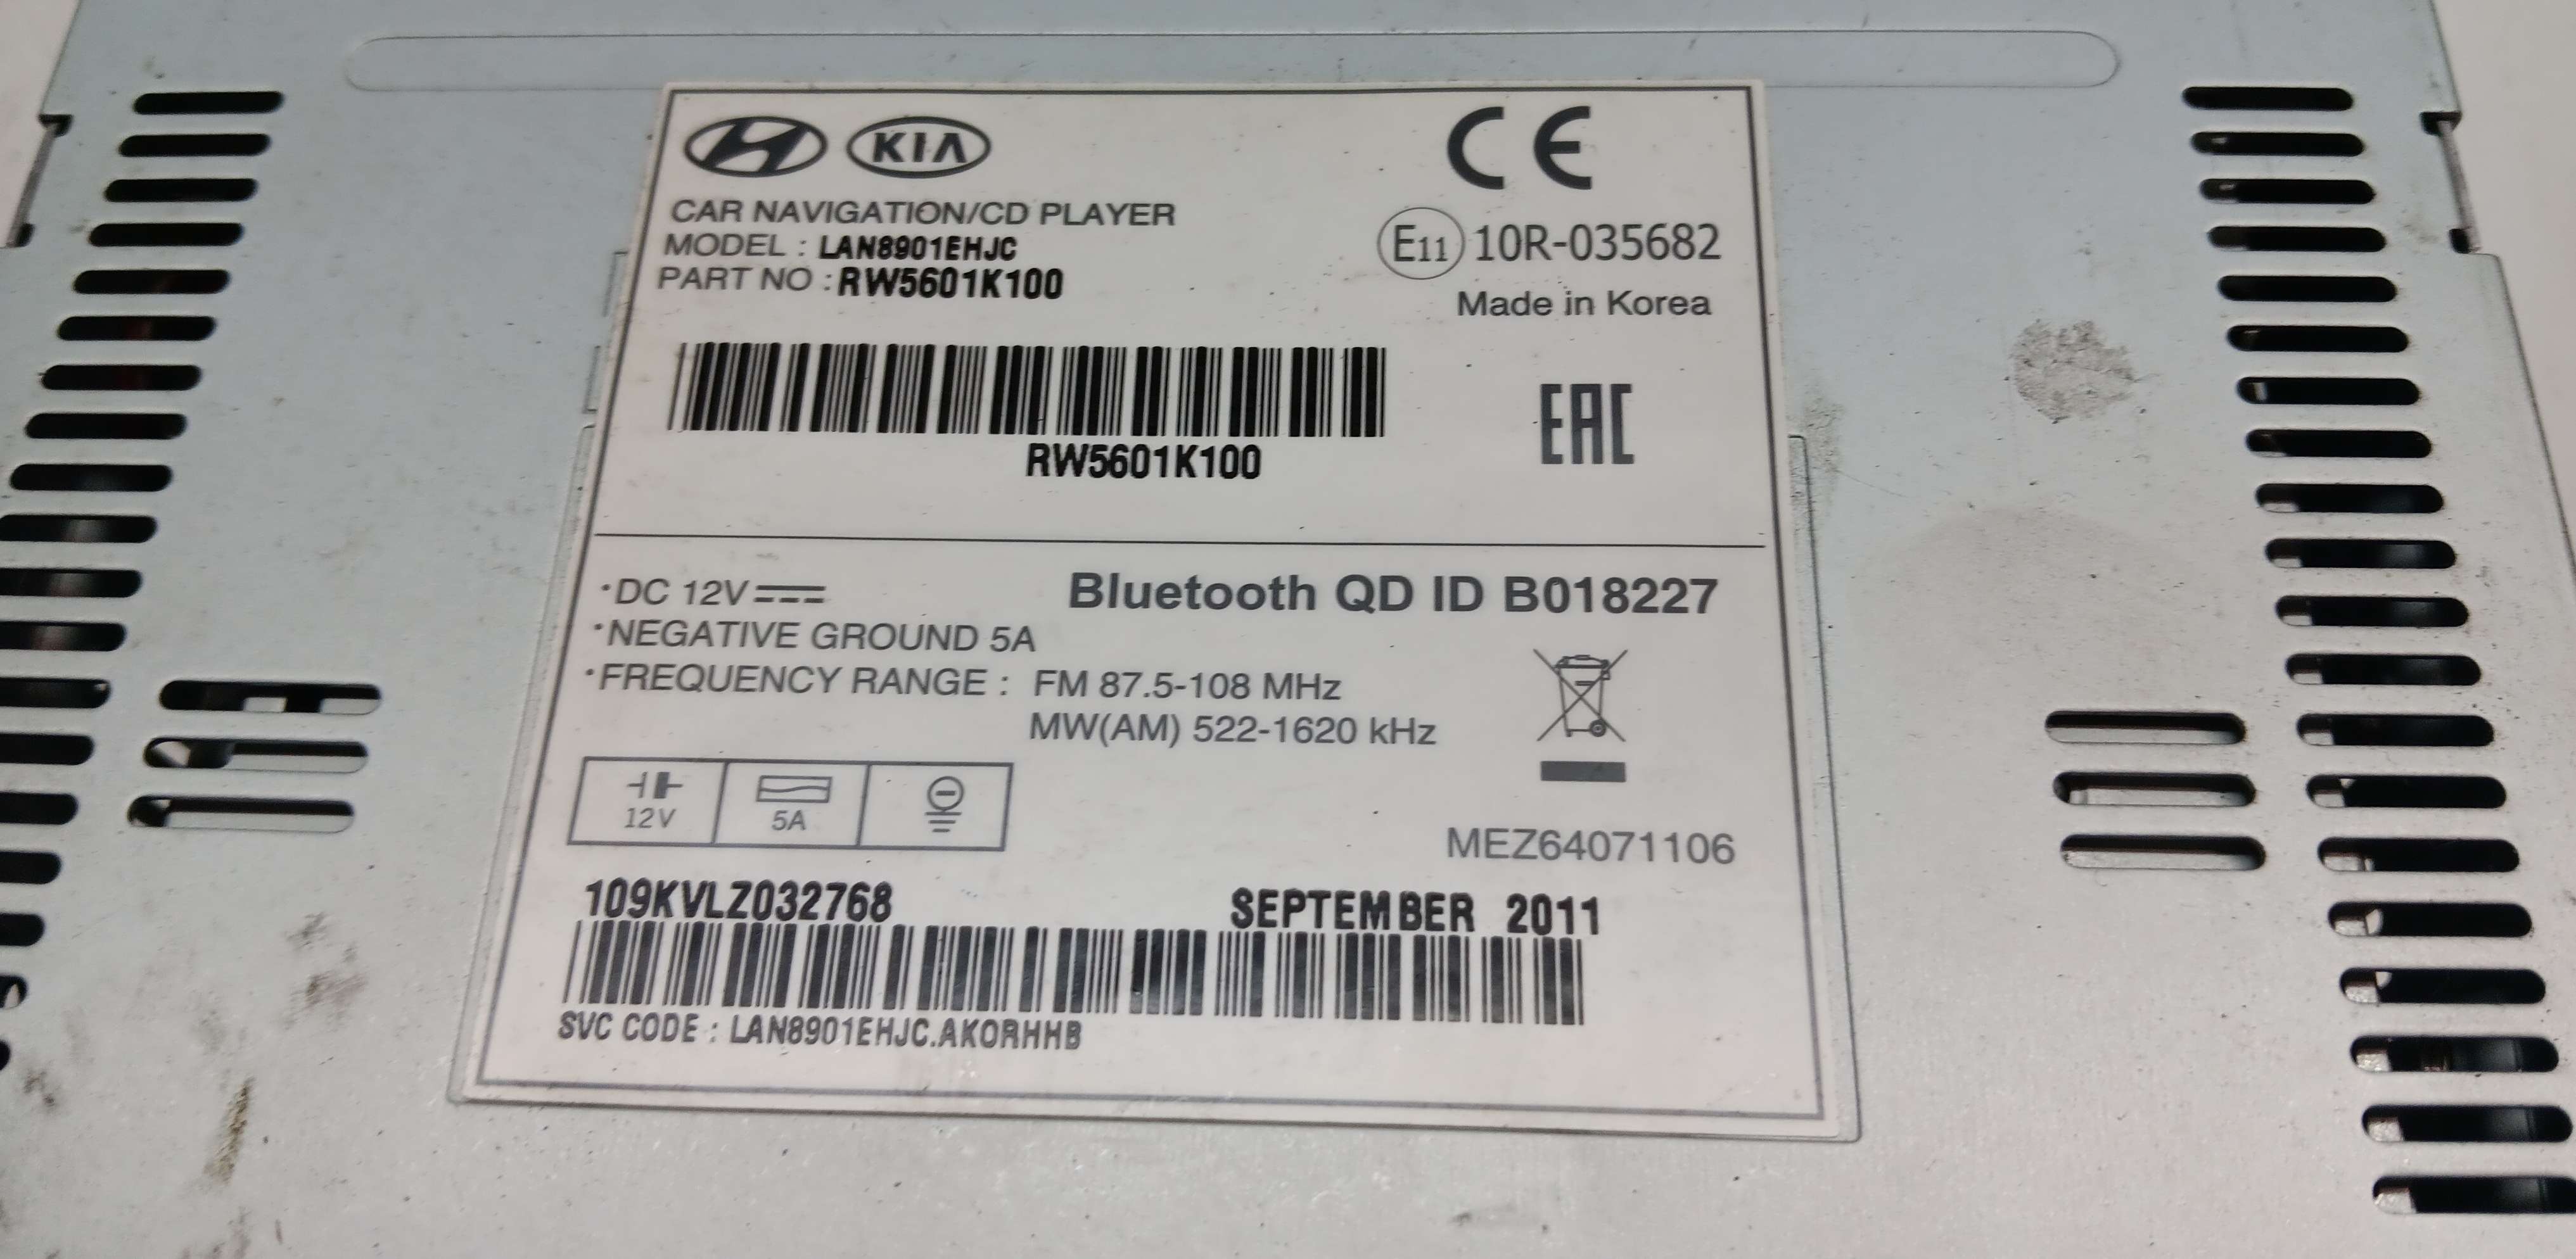 KIA
CE
CAR NAVIGATION/CD PLAYER
MODEL : LAN8901EHJC
PART NO : RW5601K100
E11 10R-035682
Made in Korea
RW5601K100
EAC
·DC 12V
Bluetooth QD ID B018227
·NEGATIVE GROUND 5A
·FREQUENCY RANGE : FM 87.5-108 MHz
MW(AM) 522-1620 kHz
12V
5A
MEZ64071106
109KVLZ032768
SEPTEMBER 2011
SVC CODE : LAN8901EHJC.AKORHHB